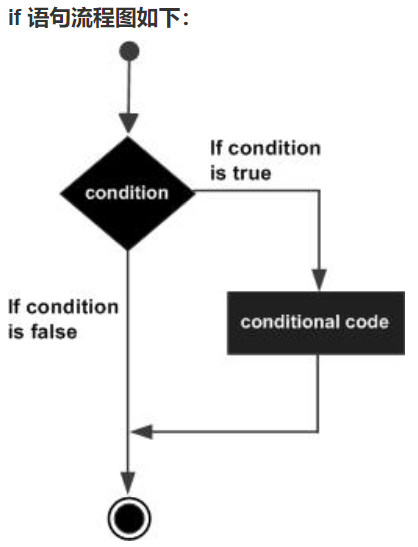 if 语句流程图如下：
If condition
is true
condition
If condition
is false
conditional code